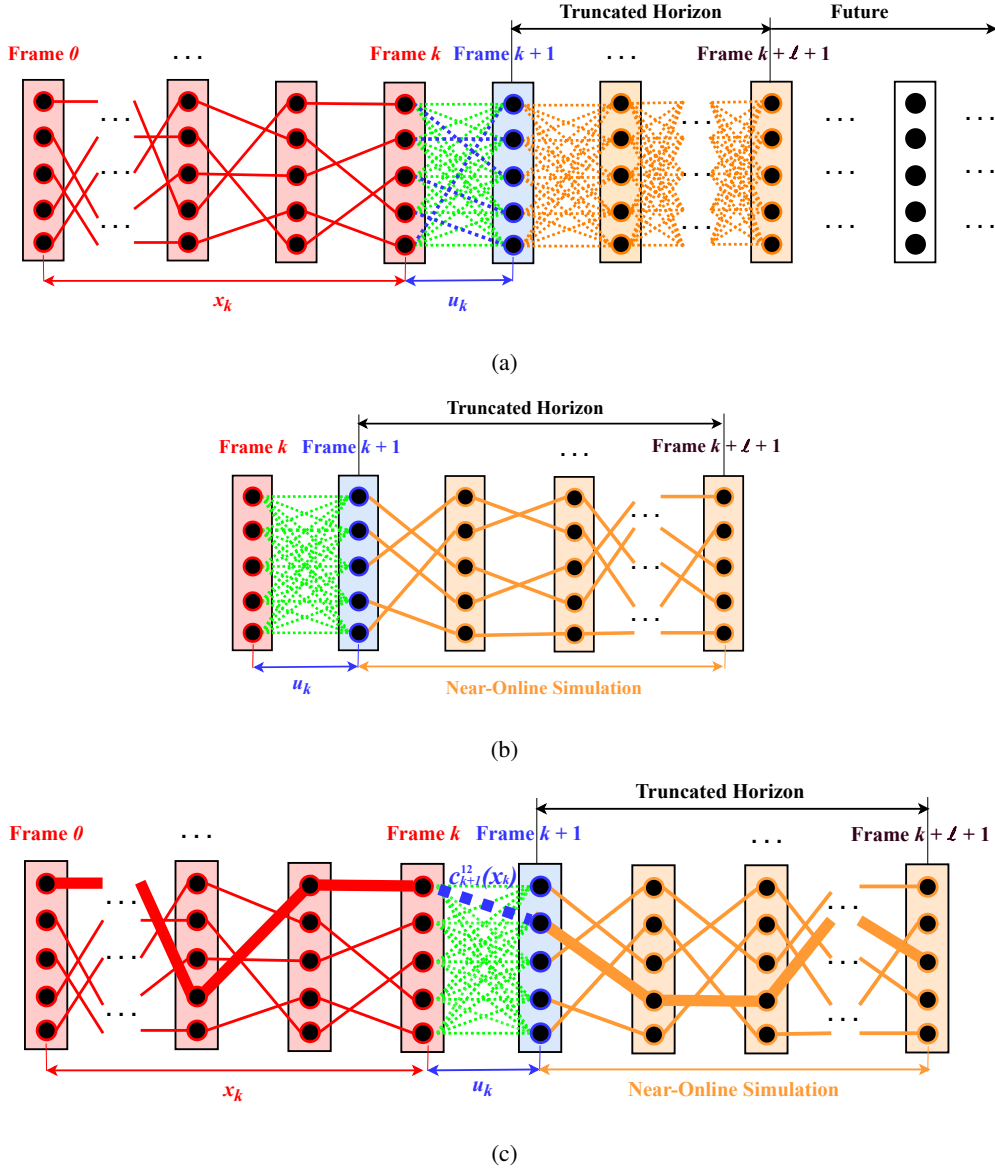 Truncated Horizon Future
Frame 0 . . . Frame k Frame k + 1 . . . Frame k + ℓ + 1
. . . . . . . . . . . .
. . . . . . . . . . . .
. . . . . . . . . . . .
x_k u_k
(a)
Truncated Horizon
Frame k Frame k + 1 . . . Frame k + ℓ + 1
. . .
. . .
. . .
u_k Near-Online Simulation
(b)
Truncated Horizon
Frame 0 . . . Frame k Frame k + 1 . . . Frame k + ℓ + 1
c^{12}_{k+1}(x_k)
. . . . . .
. . . . . .
. . . . . .
x_k u_k Near-Online Simulation
(c)